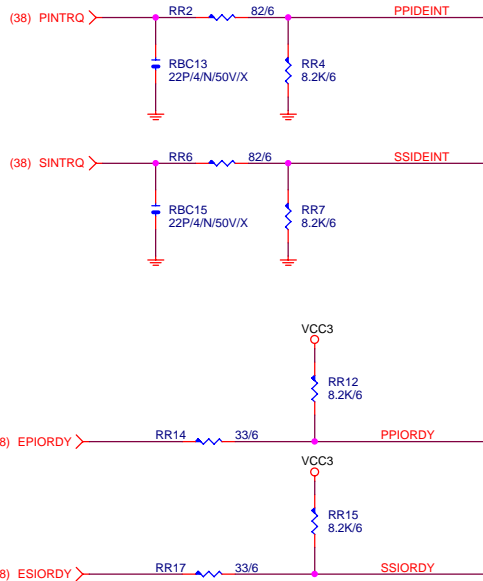 (38) PINTRQ RR2 82/6 PPIDEINT
RBC13
22P/4/N/50V/X
RR4
8.2K/6
(38) SINTRQ RR6 82/6 SSIDEINT
RBC15
22P/4/N/50V/X
RR7
8.2K/6
VCC3
RR12
8.2K/6
8) EPIORDY RR14 33/6 PPIORDY
VCC3
RR15
8.2K/6
8) ESIORDY RR17 33/6 SSIORDY